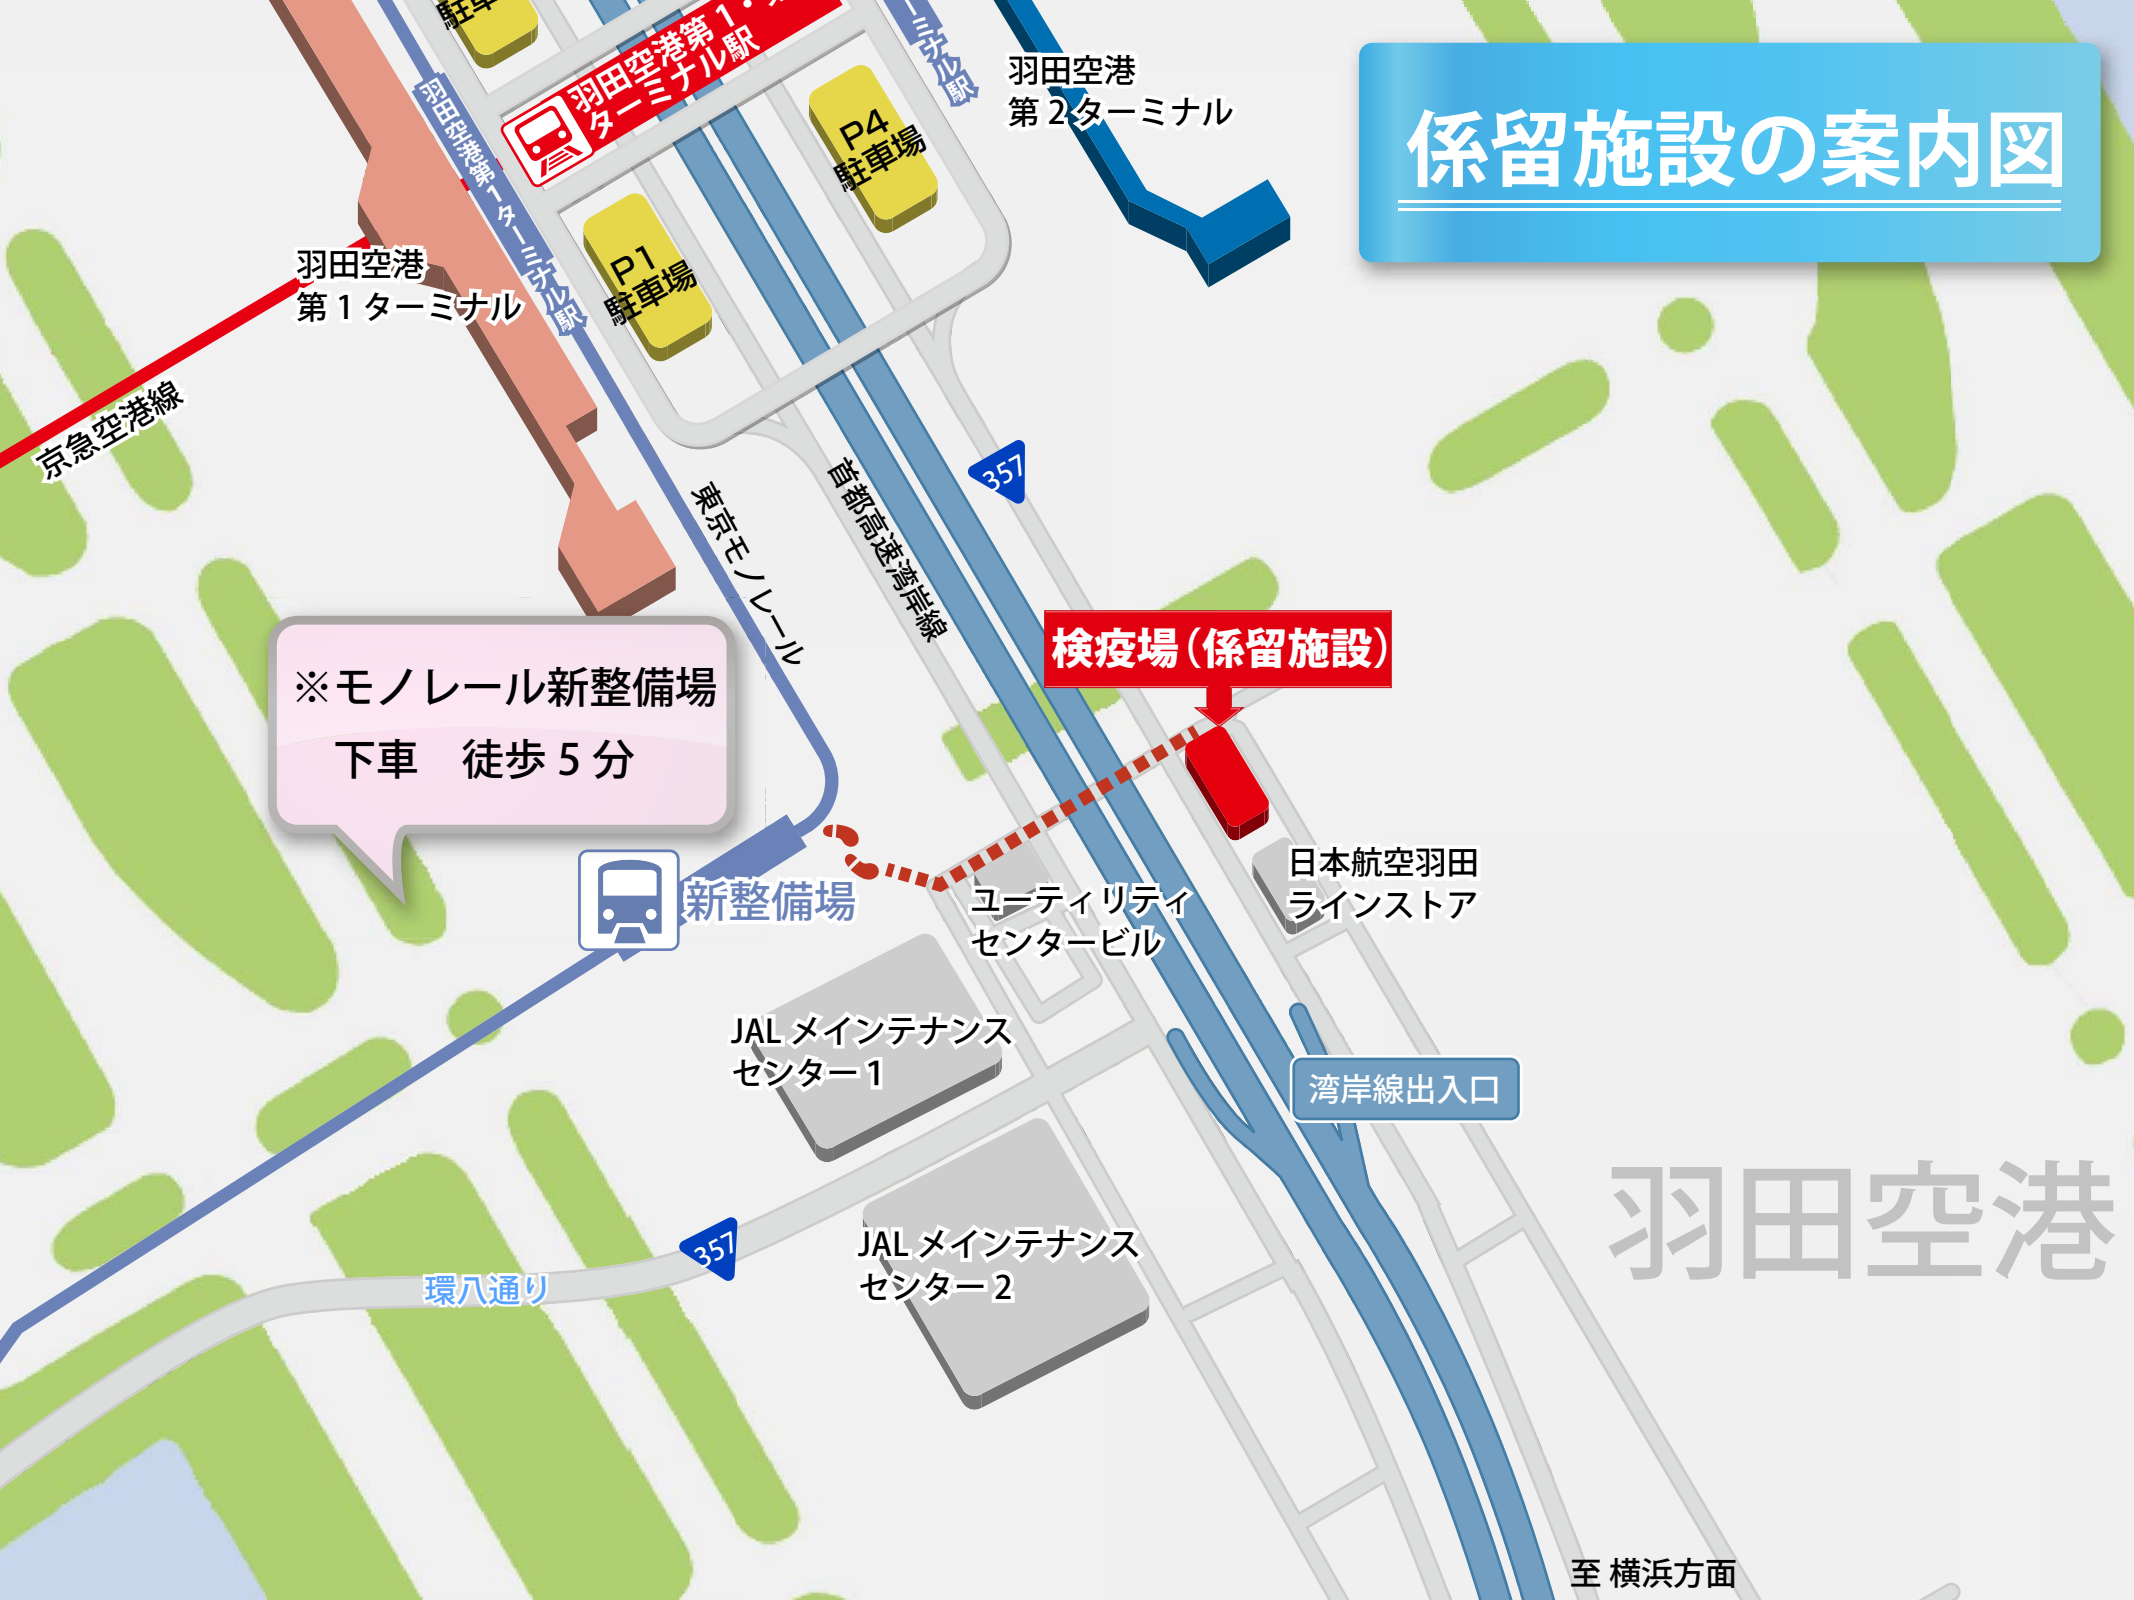 係留施設の案内図
駐車
羽田空港第1・
ターミナル駅
ーミナル駅
羽田空港
第2ターミナル
P4
駐車場
羽田空港第1ターミナル駅
P1
駐車場
羽田空港
第1ターミナル
京急空港線
357
東京モノレール
首都高速湾岸線
検疫場(係留施設)
※モノレール新整備場
下車　徒歩5分
新整備場
ユーティリティ
センタービル
日本航空羽田
ラインストア
JALメインテナンス
センター1
湾岸線出入口
羽田空港
JALメインテナンス
センター2
357
環八通り
至 横浜方面